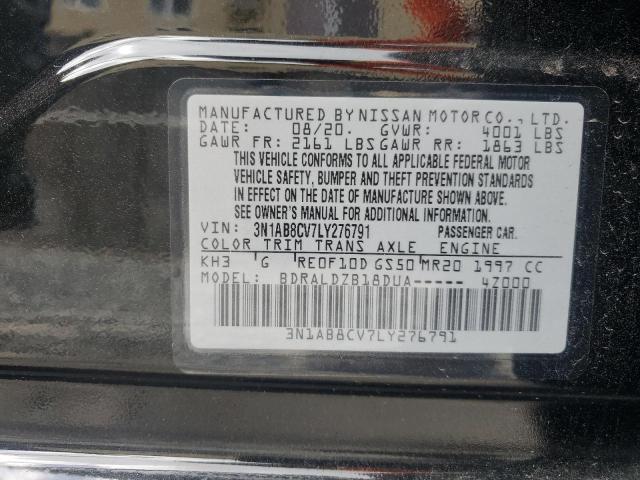 MANUFACTURED BY NISSAN MOTOR CO., LTD.
DATE: 08/20. GVWR: 4001 LBS
GAWR FR: 2161 LBS GAWR RR: 1863 LBS
THIS VEHICLE CONFORMS TO ALL APPLICABLE FEDERAL MOTOR
VEHICLE SAFETY, BUMPER AND THEFT PREVENTION STANDARDS
IN EFFECT ON THE DATE OF MANUFACTURE SHOWN ABOVE.
SEE OWNER'S MANUAL FOR ADDITIONAL INFORMATION.
VIN: 3N1AB8CV7LY276791 PASSENGER CAR.
COLOR TRIM TRANS AXLE ENGINE
KH3 G RE0F10D GS50 MR20 1997 CC
MODEL: BDRALDZB18DUA----- 4Z000
3N1AB8CV7LY276791